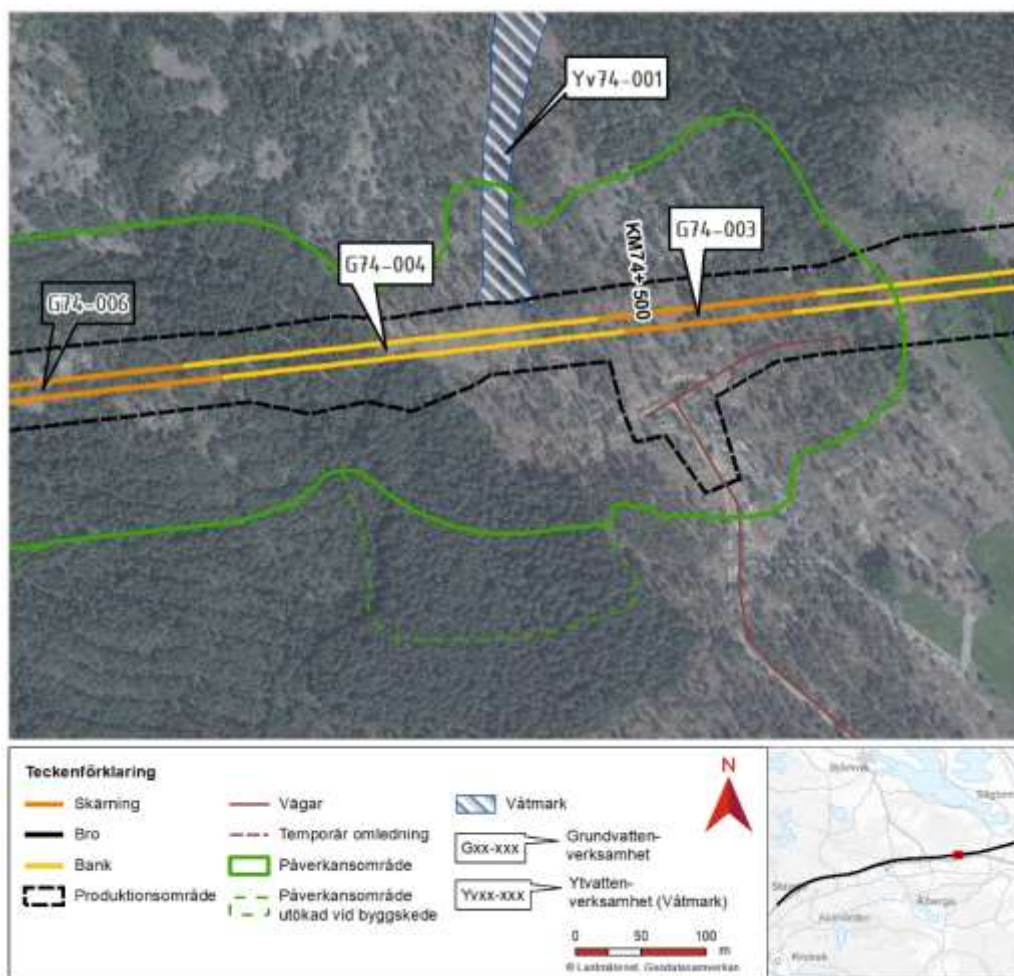 Yv74-001
G74-003
KM74+500
G74-004
G74-006
Teckenförklaring
Skärning
Bro
Bank
Produktionsområde
Vägar
Temporär omledning
Påverkansområde
Påverkansområde
utökad vid byggskede
Våtmark
Gxx-xxx
Grundvatten-
verksamhet
Yvxx-xxx
Ytvatten-
verksamhet (Våtmark)
N
0 50 100
m
© Lantmäteriet, Geodatasamverkan
Ålberga